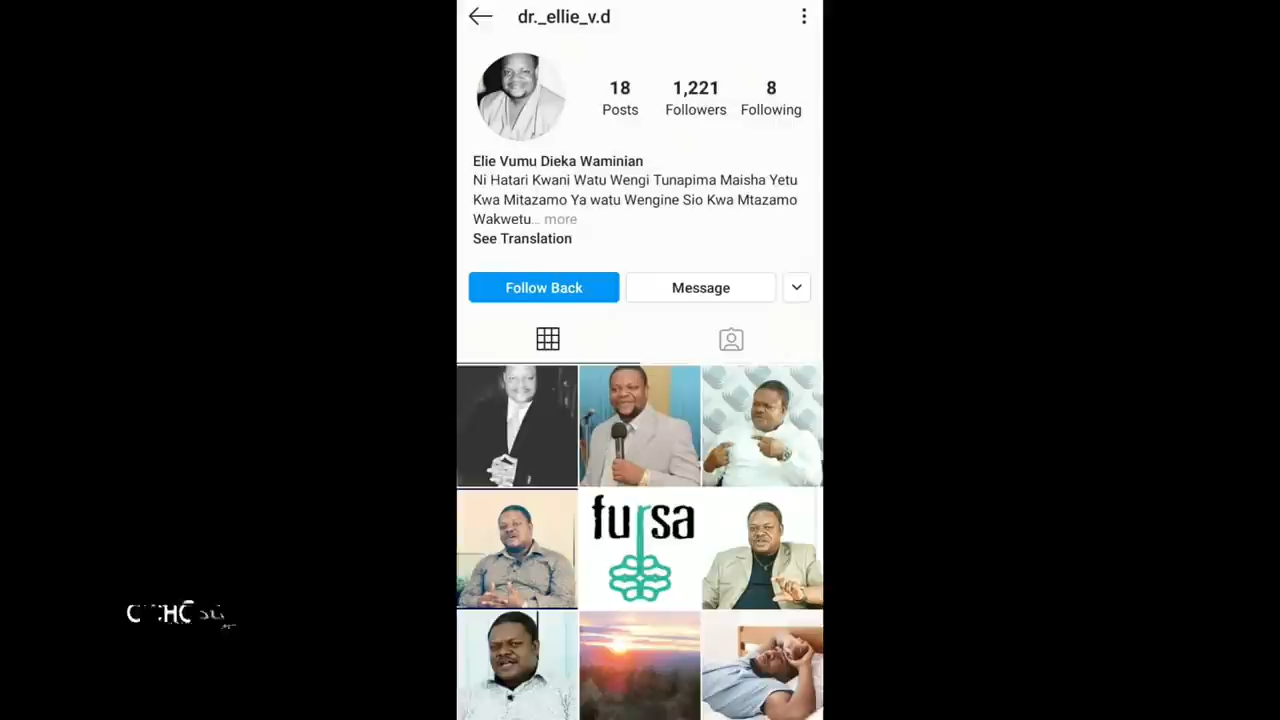 dr._ellie_v.d
18
1,221
8
Posts
Followers
Following
Elie Vumu Dieka Waminian
Ni Hatari Kwani Watu Wengi Tunapima Maisha Yetu
Kwa Mitazamo Ya watu Wengine Sio Kwa Mtazamo
Wakwetu... more
See Translation
Follow Back
Message
fursa